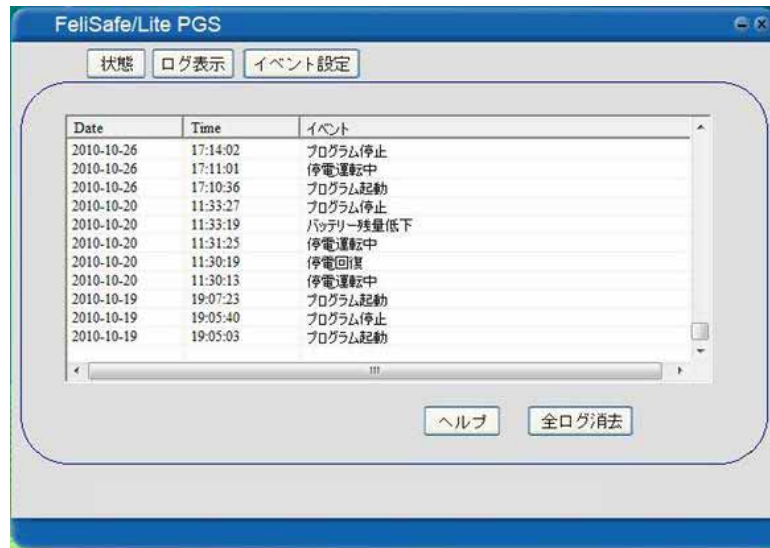 FeliSafe/Lite PGS
状態 ログ表示 イベント設定
Date Time イベント
2010-10-26 17:14:02 プログラム停止
2010-10-26 17:11:01 停電運転中
2010-10-26 17:10:36 プログラム起動
2010-10-20 11:33:27 プログラム停止
2010-10-20 11:33:19 バッテリー残量低下
2010-10-20 11:31:25 停電運転中
2010-10-20 11:30:19 停電回復
2010-10-20 11:30:13 停電運転中
2010-10-19 19:07:23 プログラム起動
2010-10-19 19:05:40 プログラム停止
2010-10-19 19:05:03 プログラム起動
ヘルプ 全ログ消去